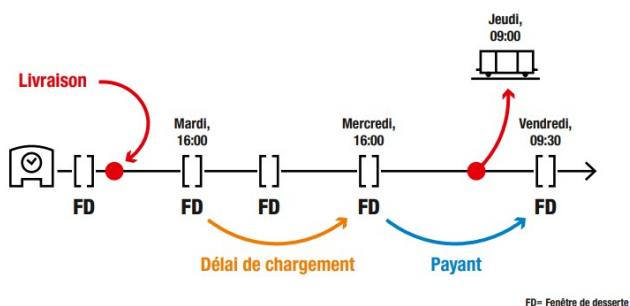 Jeudi,
09:00
Livraison
Mardi,
16:00
Mercredi,
16:00
Vendredi,
09:30
FD
FD
FD
FD
FD
Délai de chargement
Payant
FD= Fenêtre de desserte